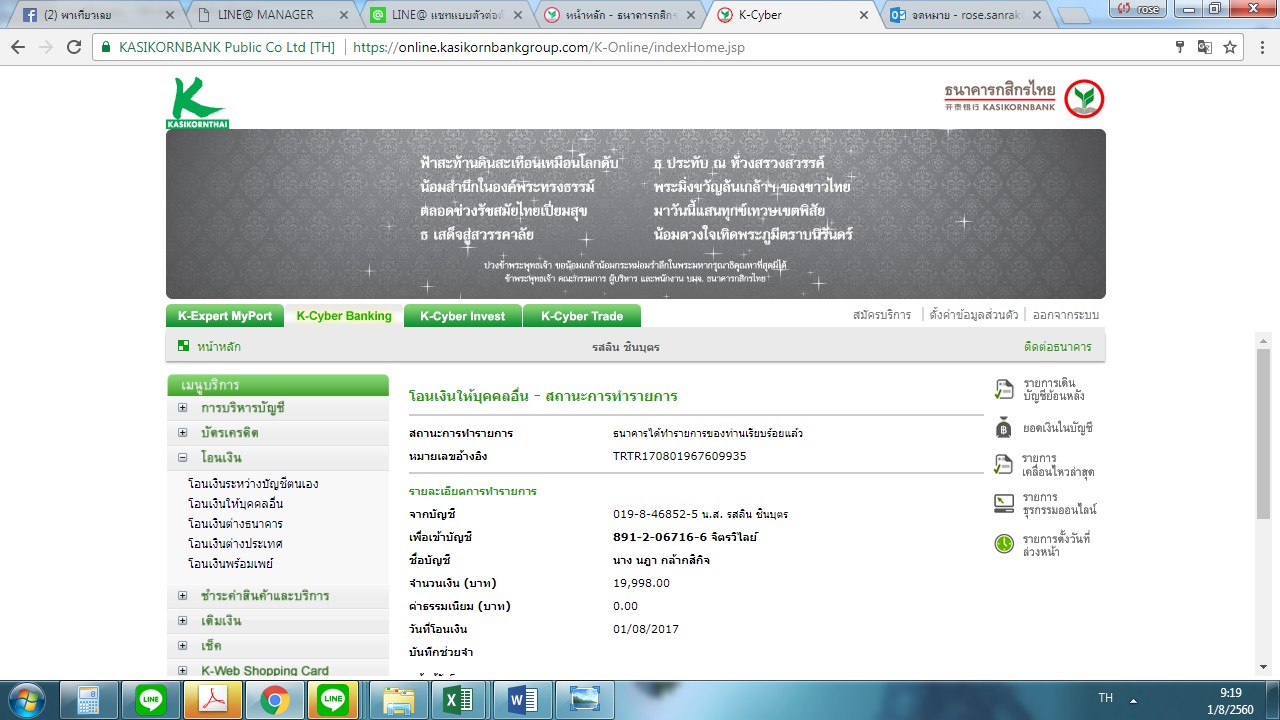 (2) พาเกี่ยวเลย
LINE@ MANAGER
LINE@ แชทแบบตัวต่อตั
หน้าหลัก - ธนาคารกสิกร
K-Cyber
จดหมาย - rose.sanrak
rose
KASIKORNBANK Public Co Ltd [TH]
https://online.kasikornbankgroup.com/K-Online/indexHome.jsp
KASIKORNTHAI
ธนาคารกสิกรไทย
开泰银行 KASIKORNBANK
ฟ้าสะท้านดินสะเทือนเหมือนโลกดับ
ธ ประทับ ณ ห้วงสรวงสวรรค์
น้อมสำนึกในองค์พระทรงธรรม์
พระมิ่งขวัญล้นเกล้าฯ ของชาวไทย
ตลอดช่วงรัชสมัยไทยเปี่ยมสุข
มาวันนี้แสนทุกข์เทวษเขตพิสัย
ธ เสด็จสู่สวรรคาลัย
น้อมดวงใจเทิดพระภูมีตราบนิรันดร์
ปวงข้าพระพุทธเจ้า ขอน้อมเกล้าน้อมกระหม่อมรำลึกในพระมหากรุณาธิคุณหาที่สุดมิได้
ข้าพระพุทธเจ้า คณะกรรมการ ผู้บริหาร และพนักงาน บมจ. ธนาคารกสิกรไทย
K-Expert MyPort
K-Cyber Banking
K-Cyber Invest
K-Cyber Trade
สมัครบริการ
ตั้งค่าข้อมูลส่วนตัว
ออกจากระบบ
หน้าหลัก
รสลิน ชินบุตร
ติดต่อธนาคาร
เมนูบริการ
การบริหารบัญชี
บัตรเครดิต
โอนเงิน
โอนเงินระหว่างบัญชีตนเอง
โอนเงินให้บุคคลอื่น
โอนเงินต่างธนาคาร
โอนเงินต่างประเทศ
โอนเงินพร้อมเพย์
ชำระค่าสินค้าและบริการ
เติมเงิน
เช็ค
K-Web Shopping Card
โอนเงินให้บุคคลอื่น - สถานะการทำรายการ
สถานะการทำรายการ
ธนาคารได้ทำรายการของท่านเรียบร้อยแล้ว
หมายเลขอ้างอิง
TRTR170801967609935
รายละเอียดการทำรายการ
จากบัญชี
019-8-46852-5 น.ส. รสลิน ชินบุตร
เพื่อเข้าบัญชี
891-2-06716-6 จิตรวิไลย์
ชื่อบัญชี
นาง นฎา กล้ากสิกิจ
จำนวนเงิน (บาท)
19,998.00
ค่าธรรมเนียม (บาท)
0.00
วันที่โอนเงิน
01/08/2017
บันทึกช่วยจำ
รายการเดิน
บัญชีย้อนหลัง
ยอดเงินในบัญชี
รายการ
เคลื่อนไหวล่าสุด
รายการ
ธุรกรรมออนไลน์
รายการตั้งวันที่
ล่วงหน้า
TH
9:19
1/8/2560